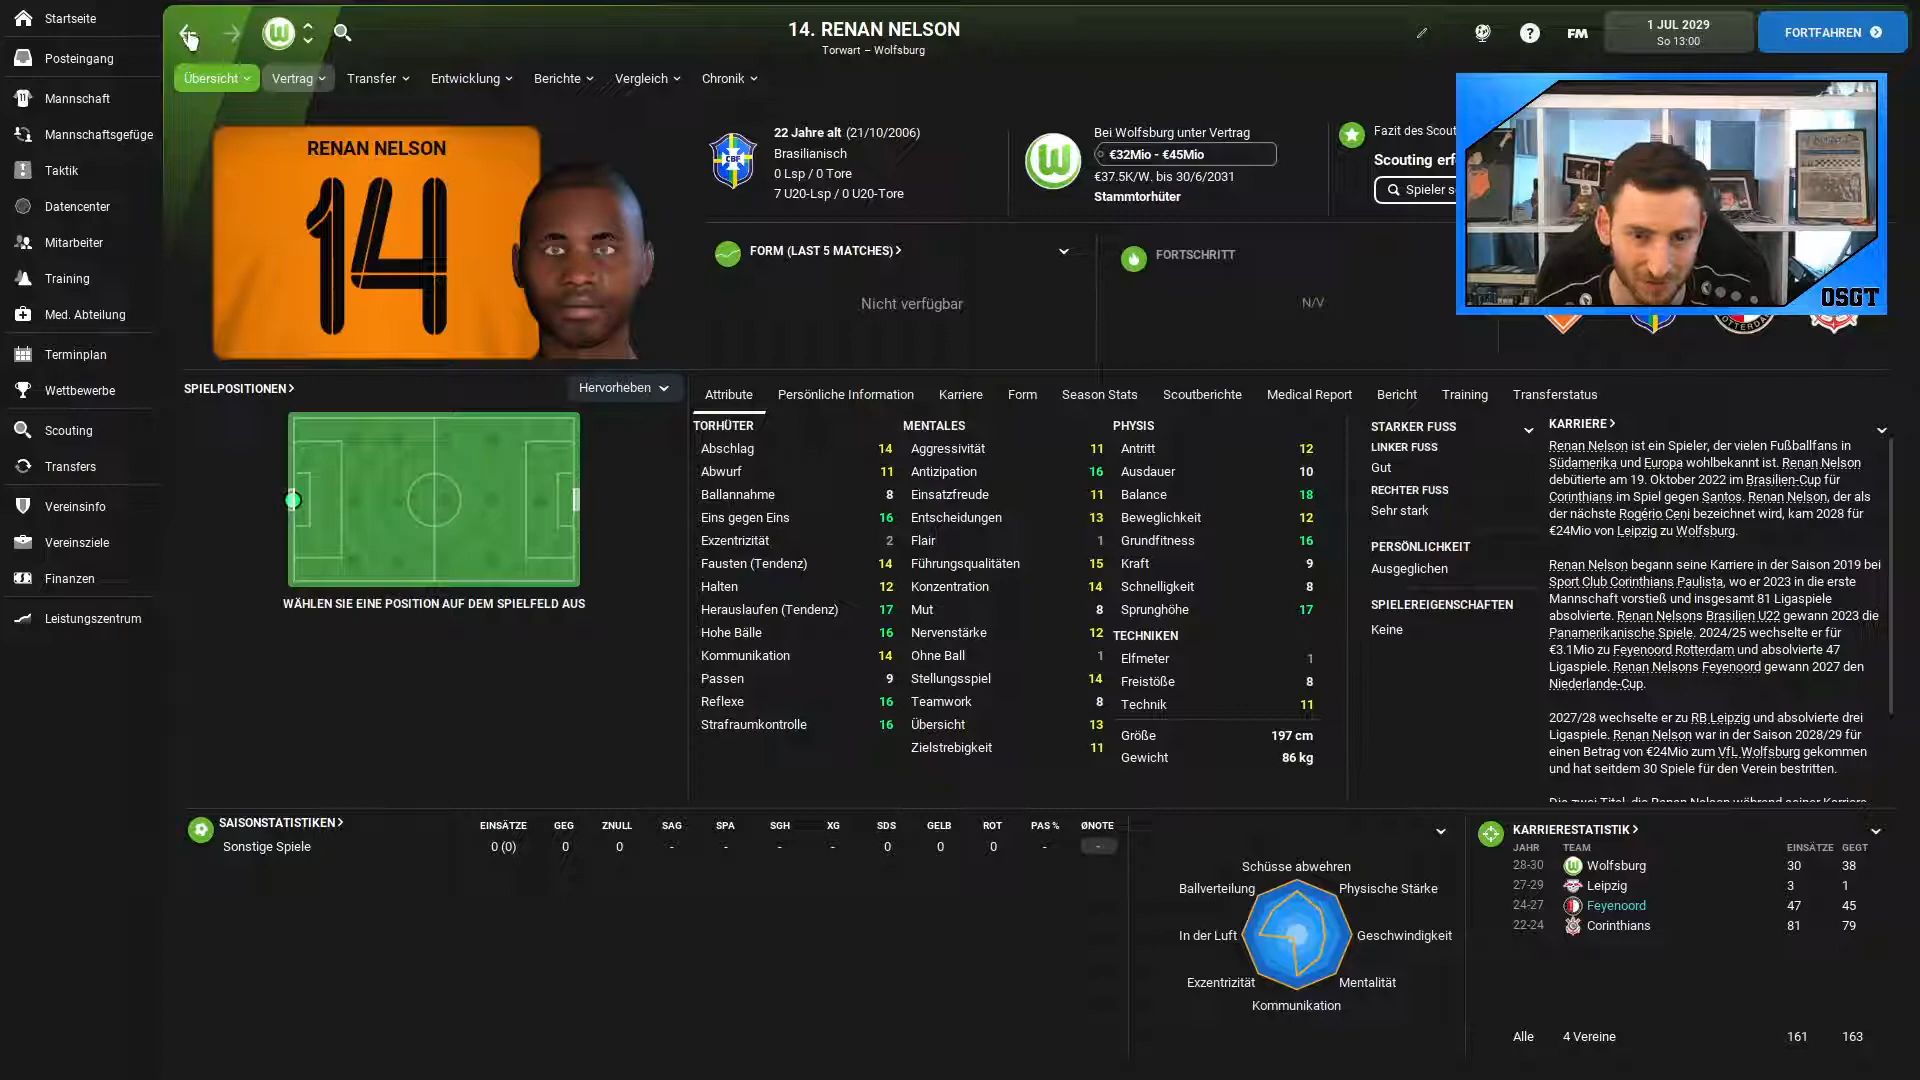 Startseite
Posteingang
Mannschaft
Mannschaftsgefüge
Taktik
Datencenter
Mitarbeiter
Training
Med. Abteilung
Terminplan
Wettbewerbe
Scouting
Transfers
Vereinsinfo
Vereinsziele
Finanzen
Leistungszentrum
14. RENAN NELSON
Torwart – Wolfsburg
FM
1 JUL 2029
So 13:00
FORTFAHREN
Übersicht Vertrag Transfer Entwicklung Berichte Vergleich Chronik
RENAN NELSON
14
CBF
22 Jahre alt (21/10/2006)
Brasilianisch
0 Lsp / 0 Tore
7 U20-Lsp / 0 U20-Tore
Bei Wolfsburg unter Vertrag
€32Mio - €45Mio
€37.5K/W. bis 30/6/2031
Stammtorhüter
Fazit des Scout
Scouting erf
Spieler s
OSGT
FORM (LAST 5 MATCHES)
Nicht verfügbar
FORTSCHRITT
N/V
SPIELPOSITIONEN
Hervorheben
WÄHLEN SIE EINE POSITION AUF DEM SPIELFELD AUS
Attribute Persönliche Information Karriere Form Season Stats Scoutberichte Medical Report Bericht Training Transferstatus
TORHÜTER
Abschlag 14
Abwurf 11
Ballannahme 8
Eins gegen Eins 16
Exzentrizität 2
Fausten (Tendenz) 14
Halten 12
Herauslaufen (Tendenz) 17
Hohe Bälle 16
Kommunikation 14
Passen 9
Reflexe 16
Strafraumkontrolle 16
MENTALES
Aggressivität 11
Antizipation 16
Einsatzfreude 11
Entscheidungen 13
Flair 1
Führungsqualitäten 15
Konzentration 14
Mut 8
Nervenstärke 12
Ohne Ball 1
Stellungsspiel 14
Teamwork 8
Übersicht 13
Zielstrebigkeit 11
PHYSIS
Antritt 12
Ausdauer 10
Balance 18
Beweglichkeit 12
Grundfitness 16
Kraft 9
Schnelligkeit 8
Sprunghöhe 17
TECHNIKEN
Elfmeter 1
Freistöße 8
Technik 11
Größe 197 cm
Gewicht 86 kg
STARKER FUSS
LINKER FUSS
Gut
RECHTER FUSS
Sehr stark
PERSÖNLICHKEIT
Ausgeglichen
SPIELEREIGENSCHAFTEN
Keine
KARRIERE
Renan Nelson ist ein Spieler, der vielen Fußballfans in
Südamerika und Europa wohlbekannt ist. Renan Nelson
debütierte am 19. Oktober 2022 im Brasilien-Cup für
Corinthians im Spiel gegen Santos. Renan Nelson, der als
der nächste Rogério Ceni bezeichnet wird, kam 2028 für
€24Mio von Leipzig zu Wolfsburg.
Renan Nelson begann seine Karriere in der Saison 2019 bei
Sport Club Corinthians Paulista, wo er 2023 in die erste
Mannschaft vorstieß und insgesamt 81 Ligaspiele
absolvierte. Renan Nelsons Brasilien U22 gewann 2023 die
Panamerikanische Spiele. 2024/25 wechselte er für
€3.1Mio zu Feyenoord Rotterdam und absolvierte 47
Ligaspiele. Renan Nelsons Feyenoord gewann 2027 den
Niederlande-Cup.
2027/28 wechselte er zu RB Leipzig und absolvierte drei
Ligaspiele. Renan Nelson war in der Saison 2028/29 für
einen Betrag von €24Mio zum VfL Wolfsburg gekommen
und hat seitdem 30 Spiele für den Verein bestritten.
Die zwei Titel, die Renan Nelson während seiner Karriere
SAISONSTATISTIKEN
EINSÄTZE GEG ZNULL SAG SPA SGH XG SDS GELB ROT PAS % ØNOTE
Sonstige Spiele 0 (0) 0 0 - - - - 0 0 0 - -
Schüsse abwehren
Ballverteilung
Physische Stärke
In der Luft
Geschwindigkeit
Exzentrizität
Mentalität
Kommunikation
KARRIERESTATISTIK
JAHR TEAM EINSÄTZE GEGT
28-30 Wolfsburg 30 38
27-29 Leipzig 3 1
24-27 Feyenoord 47 45
22-24 Corinthians 81 79
Alle 4 Vereine 161 163